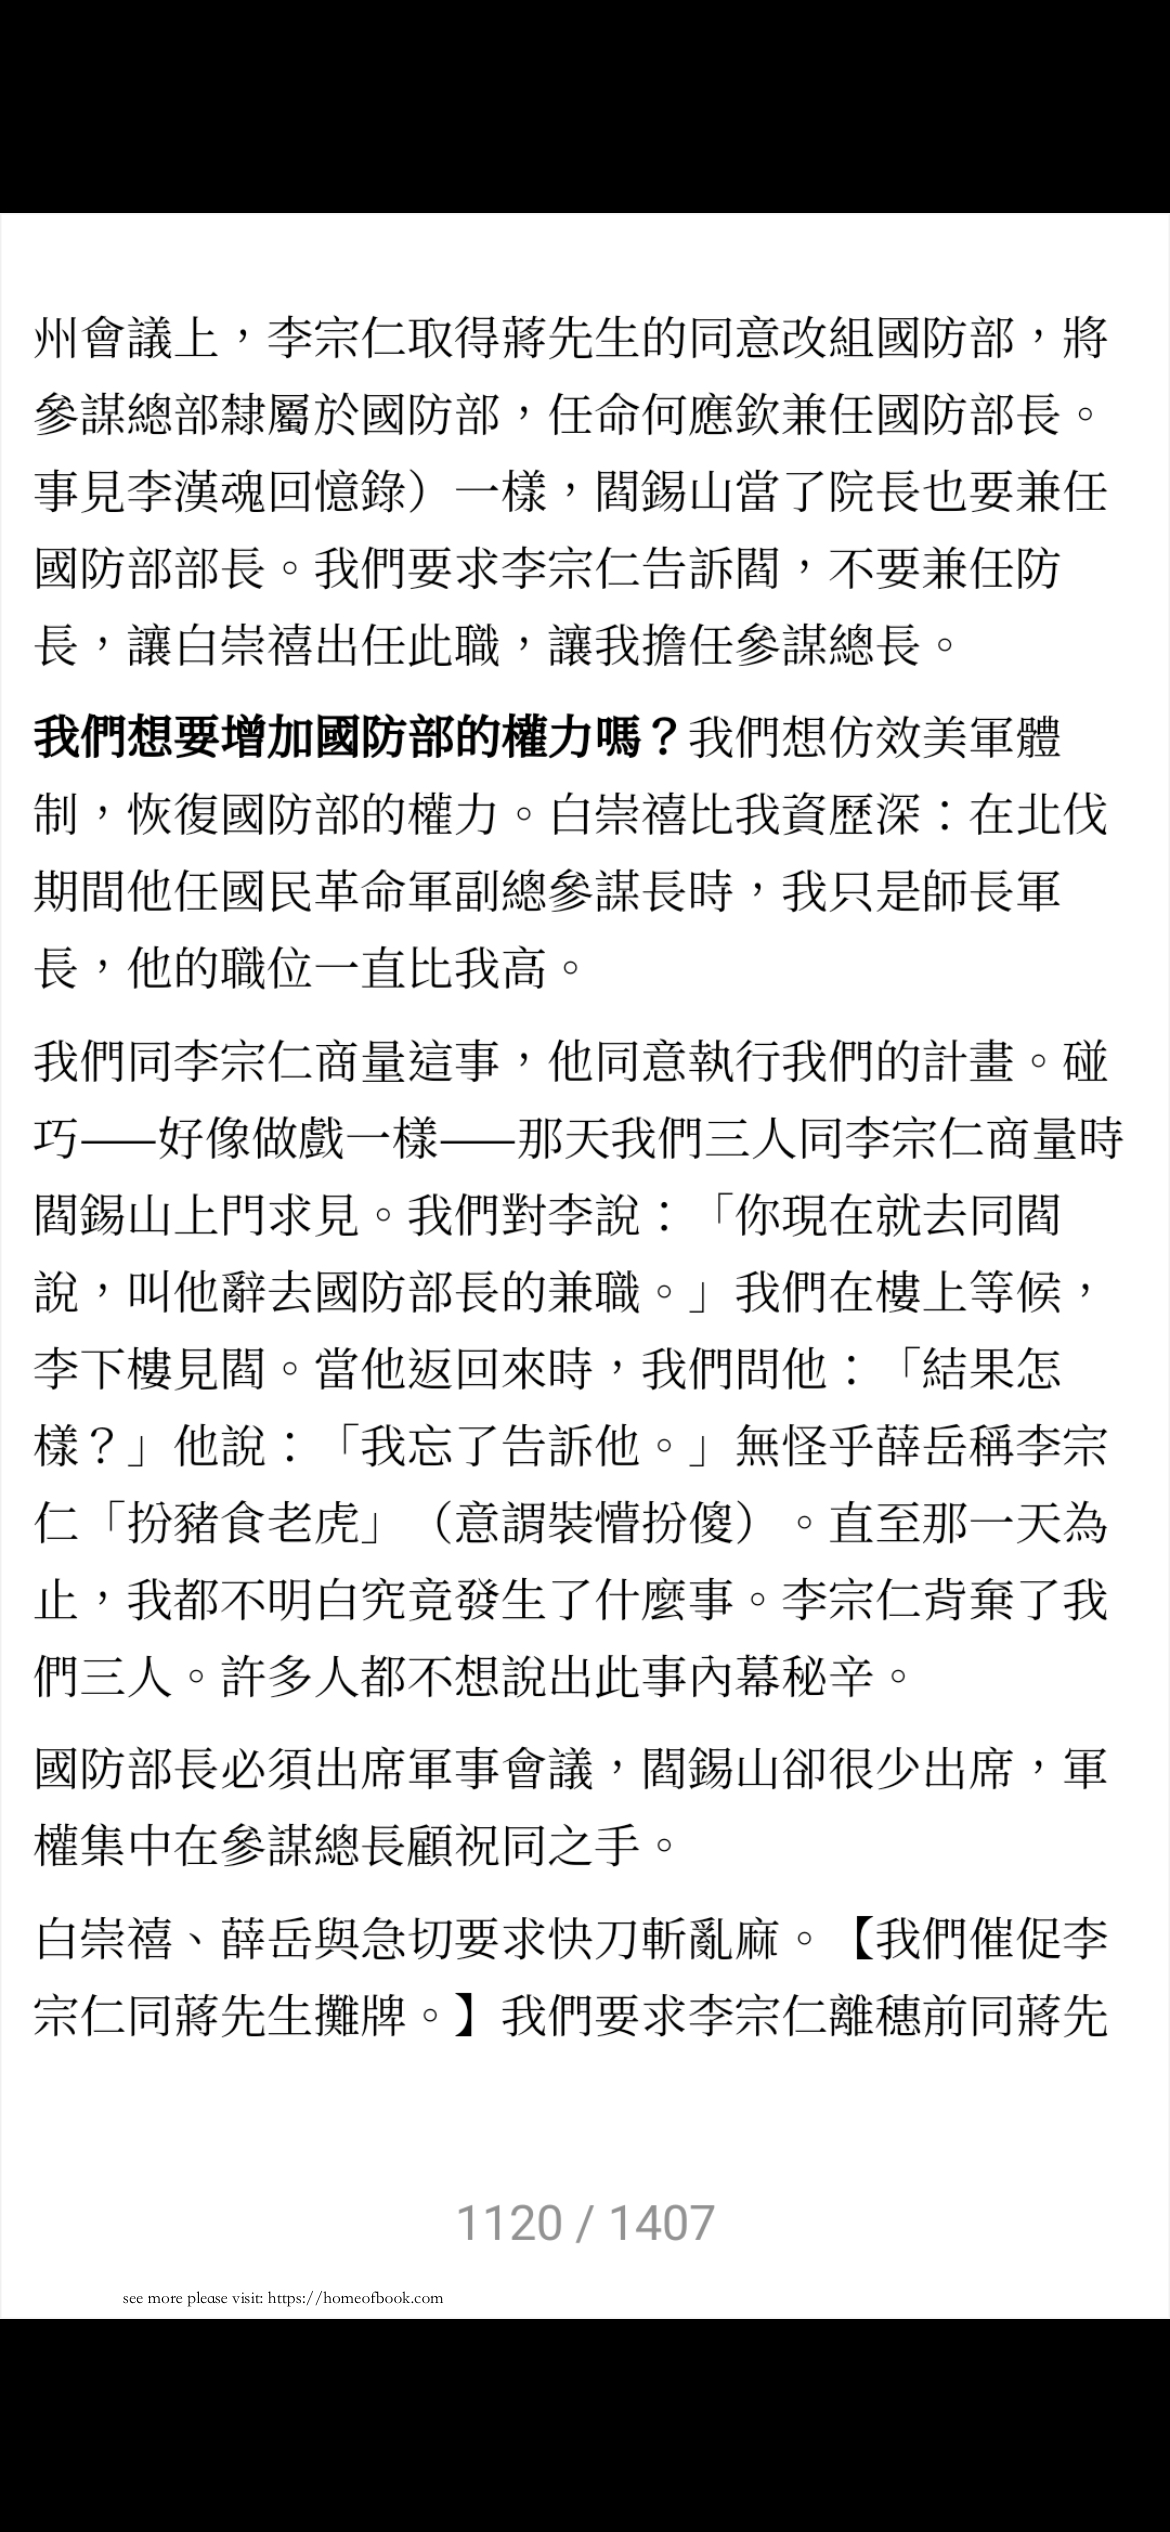 州會議上，李宗仁取得蔣先生的同意改組國防部，將
參謀總部隸屬於國防部，任命何應欽兼任國防部長。
事見李漢魂回憶錄）一樣，閻錫山當了院長也要兼任
國防部部長。我們要求李宗仁告訴閻，不要兼任防
長，讓白崇禧出任此職，讓我擔任參謀總長。
我們想要增加國防部的權力嗎？我們想仿效美軍體
制，恢復國防部的權力。白崇禧比我資歷深：在北伐
期間他任國民革命軍副總參謀長時，我只是師長軍
長，他的職位一直比我高。
我們同李宗仁商量這事，他同意執行我們的計畫。碰
巧——好像做戲一樣——那天我們三人同李宗仁商量時
閻錫山上門求見。我們對李說：「你現在就去同閻
說，叫他辭去國防部長的兼職。」我們在樓上等候，
李下樓見閻。當他返回來時，我們問他：「結果怎
樣？」他說：「我忘了告訴他。」無怪乎薛岳稱李宗
仁「扮豬食老虎」（意謂裝懵扮傻）。直至那一天為
止，我都不明白究竟發生了什麼事。李宗仁背棄了我
們三人。許多人都不想說出此事內幕秘辛。
國防部長必須出席軍事會議，閻錫山卻很少出席，軍
權集中在參謀總長顧祝同之手。
白崇禧、薛岳與急切要求快刀斬亂麻。【我們催促李
宗仁同蔣先生攤牌。】我們要求李宗仁離穗前同蔣先
1120 / 1407
see more please visit: https://homeofbook.com